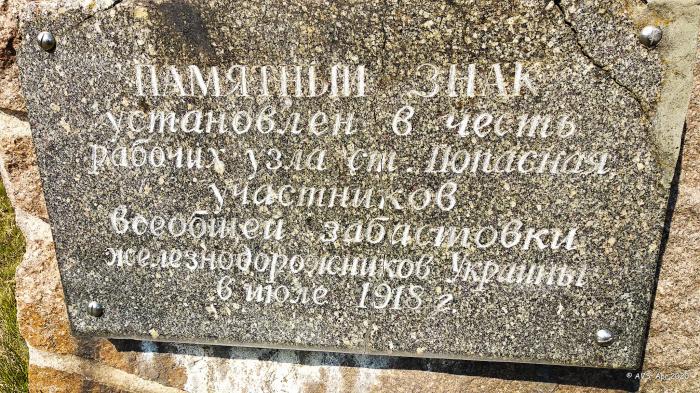 ПАМЯТНЫЙ ЗНАК
установлен в честь
рабочих узла ст. Попасная
участников
всеобщей забастовки
железнодорожников Украины
в июле 1918 г.